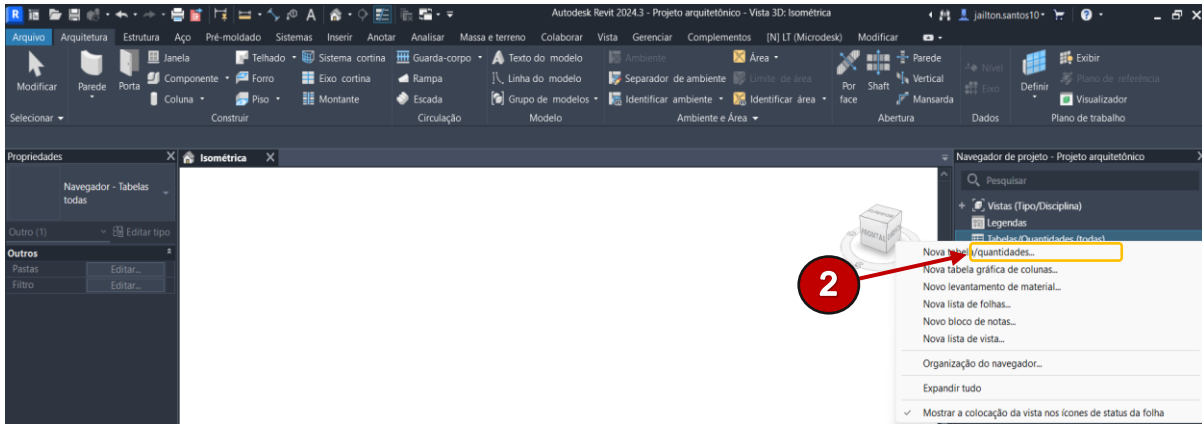 R
A
Autodesk Revit 2024.3 - Projeto arquitetônico - Vista 3D: Isométrica
jailton.santos10
Arquivo Arquitetura Estrutura Aço Pré-moldado Sistemas Inserir Anotar Analisar Massa e terreno Colaborar Vista Gerenciar Complementos [N] LT (Microdesk) Modificar
Modificar
Parede
Porta
Janela
Componente
Coluna
Telhado
Forro
Piso
Sistema cortina
Eixo cortina
Montante
Guarda-corpo
Rampa
Escada
Texto do modelo
Linha do modelo
Grupo de modelos
Ambiente
Separador de ambiente
Identificar ambiente
Área
Limite de área
Identificar área
Por face
Shaft
Parede
Vertical
Mansarda
Nível
Eixo
Definir
Exibir
Plano de referência
Visualizador
Selecionar Construir Circulação Modelo Ambiente e Área Abertura Dados Plano de trabalho
Propriedades
Isométrica
Navegador de projeto - Projeto arquitetônico
Navegador - Tabelas
todas
Pesquisar
Vistas (Tipo/Disciplina)
Legendas
Tabelas/Quantidades (todas)
Outro (1) Editar tipo
Outros
Pastas Editar...
Filtro Editar...
FRONTAL
2
Nova tabela/quantidades...
Nova tabela gráfica de colunas...
Novo levantamento de material...
Nova lista de folhas...
Novo bloco de notas...
Nova lista de vista...
Organização do navegador...
Expandir tudo
Mostrar a colocação da vista nos ícones de status da folha